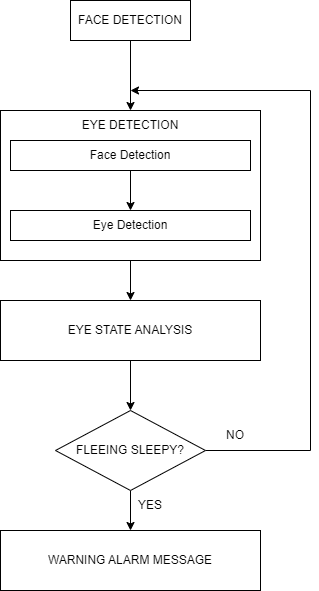 FACE DETECTION
EYE DETECTION
Face Detection
Eye Detection
EYE STATE ANALYSIS
FLEEING SLEEPY?
NO
YES
WARNING ALARM MESSAGE